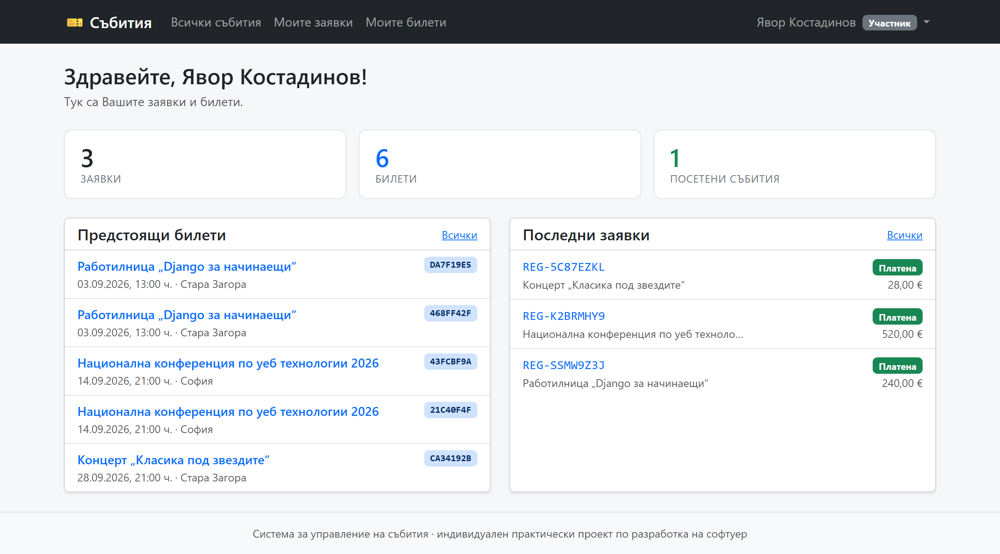 Събития Всички събития Моите заявки Моите билети Явор Костадинов Участник
Здравейте, Явор Костадинов!
Тук са Вашите заявки и билети.
3
ЗАЯВКИ
6
БИЛЕТИ
1
ПОСЕТЕНИ СЪБИТИЯ
Предстоящи билети Всички
Работилница „Django за начинаещи“ DA7F19E5
03.09.2026, 13:00 ч. · Стара Загора
Работилница „Django за начинаещи“ 468FF42F
03.09.2026, 13:00 ч. · Стара Загора
Национална конференция по уеб технологии 2026 43FCBF9A
14.09.2026, 21:00 ч. · София
Национална конференция по уеб технологии 2026 21C40F4F
14.09.2026, 21:00 ч. · София
Концерт „Класика под звездите“ CA34192B
28.09.2026, 21:00 ч. · Стара Загора
Последни заявки Всички
REG-5C87EZKL Платена
Концерт „Класика под звездите“ 28,00 €
REG-K2BRMHY9 Платена
Национална конференция по уеб техноло... 520,00 €
REG-SSMW9Z3J Платена
Работилница „Django за начинаещи“ 240,00 €
Система за управление на събития · индивидуален практически проект по разработка на софтуер